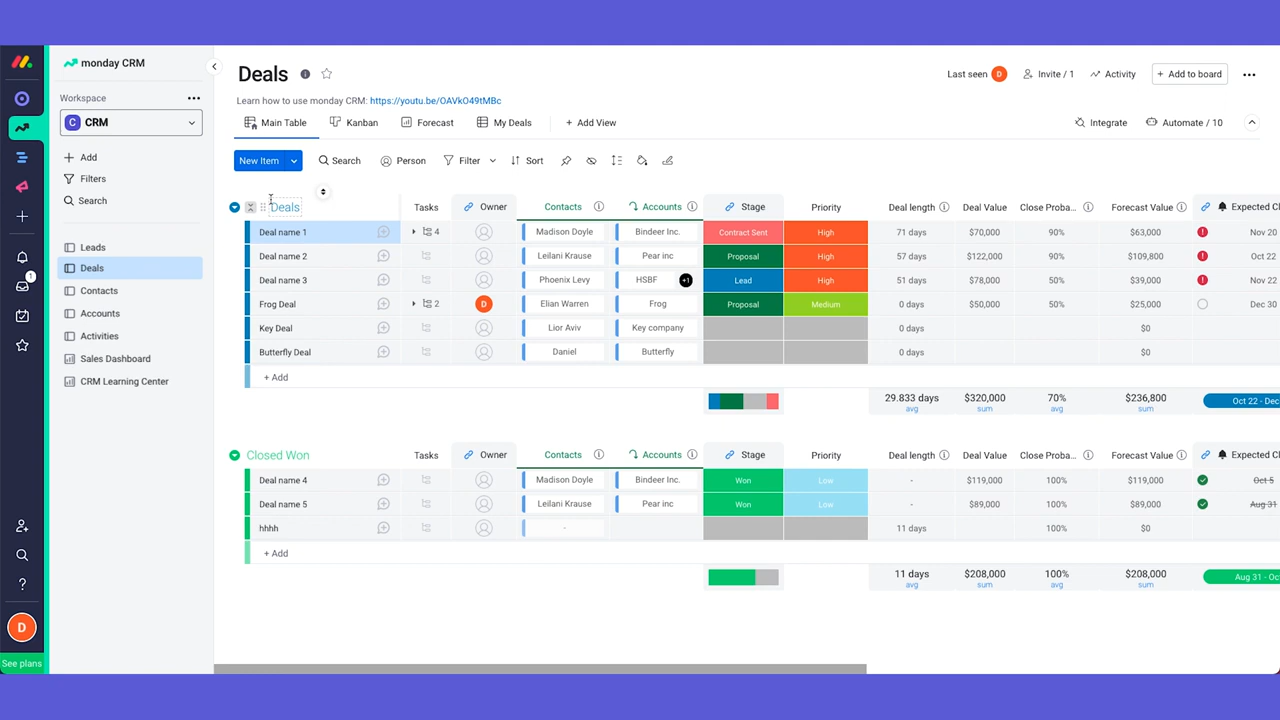 monday CRM
Workspace
C CRM
Add
Filters
Search
Leads
Deals
Contacts
Accounts
Activities
Sales Dashboard
CRM Learning Center
1
D
See plans
Deals
Last seen D Invite / 1 Activity + Add to board
Learn how to use monday CRM: https://youtu.be/OAVkO49tMBc
Main Table Kanban Forecast My Deals + Add View Integrate Automate / 10
New Item Search Person Filter Sort
Deals Tasks Owner Contacts Accounts Stage Priority Deal length Deal Value Close Proba... Forecast Value Expected Cl
Deal name 1 4 Madison Doyle Bindeer Inc. Contract Sent High 71 days $70,000 90% $63,000 Nov 20
Deal name 2 Leilani Krause Pear inc Proposal High 57 days $122,000 90% $109,800 Oct 22
Deal name 3 Phoenix Levy HSBF +1 Lead High 51 days $78,000 50% $39,000 Nov 22
Frog Deal 2 D Elian Warren Frog Proposal Medium 0 days $50,000 50% $25,000 Dec 30
Key Deal Lior Aviv Key company 0 days $0
Butterfly Deal Daniel Butterfly 0 days $0
+ Add
29.833 days $320,000 70% $236,800 Oct 22 - Dec
avg sum avg sum
Closed Won Tasks Owner Contacts Accounts Stage Priority Deal length Deal Value Close Proba... Forecast Value Expected Cl
Deal name 4 Madison Doyle Bindeer Inc. Won Low - $119,000 100% $119,000 Oct 5
Deal name 5 Leilani Krause Pear inc Won Low - $89,000 100% $89,000 Aug 31
hhhh - 11 days 100% $0
+ Add
11 days $208,000 100% $208,000 Aug 31 - Oc
avg sum avg sum